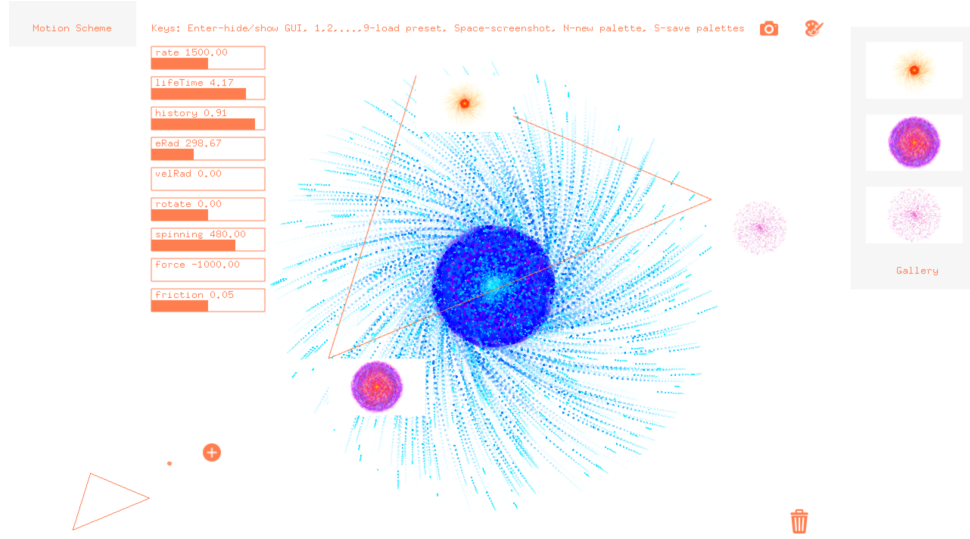 Motion Scheme
Keys: Enter-hide/show GUI, 1,2,...,9-load preset, Space-screenshot, N-new palette, S-save palettes
rate 1500.00
lifeTime 4.17
history 0.91
eRad 298.67
velRad 0.00
rotate 0.00
spinning 480.00
force -1000.00
friction 0.05
Gallery